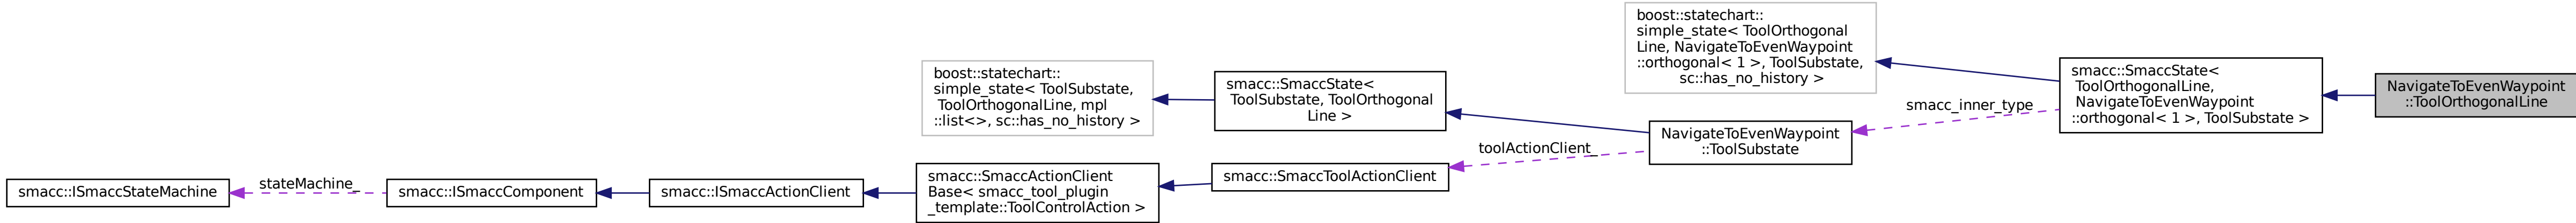 boost::statechart::
simple_state< ToolOrthogonal
Line, NavigateToEvenWaypoint
::orthogonal< 1 >, ToolSubstate,
sc::has_no_history >
smacc::SmaccState<
ToolOrthogonalLine,
NavigateToEvenWaypoint
::orthogonal< 1 >, ToolSubstate >
NavigateToEvenWaypoint
::ToolOrthogonalLine
boost::statechart::
simple_state< ToolSubstate,
ToolOrthogonalLine, mpl
::list<>, sc::has_no_history >
smacc::SmaccState<
ToolSubstate, ToolOrthogonal
Line >
smacc_inner_type
NavigateToEvenWaypoint
::ToolSubstate
toolActionClient_
smacc::ISmaccStateMachine
stateMachine_
smacc::ISmaccComponent
smacc::ISmaccActionClient
smacc::SmaccActionClient
Base< smacc_tool_plugin
_template::ToolControlAction >
smacc::SmaccToolActionClient